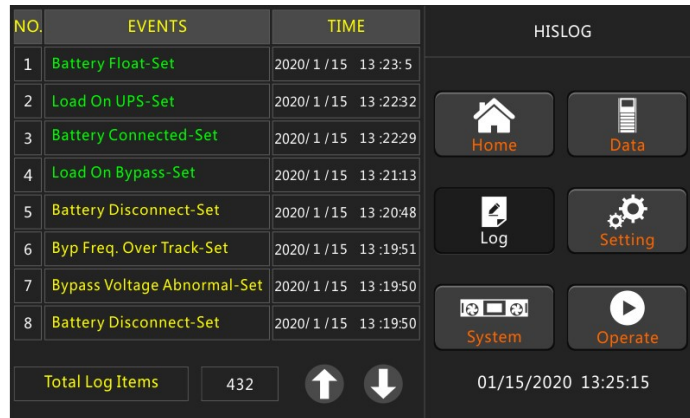 NO. EVENTS TIME
1 Battery Float-Set 2020/ 1 /15 13 :23: 5
2 Load On UPS-Set 2020/ 1 /15 13 :22:32
3 Battery Connected-Set 2020/ 1 /15 13 :22:29
4 Load On Bypass-Set 2020/ 1 /15 13 :21:13
5 Battery Disconnect-Set 2020/ 1 /15 13 :20:48
6 Byp Freq. Over Track-Set 2020/ 1 /15 13 :19:51
7 Bypass Voltage Abnormal-Set 2020/ 1 /15 13 :19:50
8 Battery Disconnect-Set 2020/ 1 /15 13 :19:50
Total Log Items 432
HISLOG
Home Data
Log Setting
System Operate
01/15/2020 13:25:15